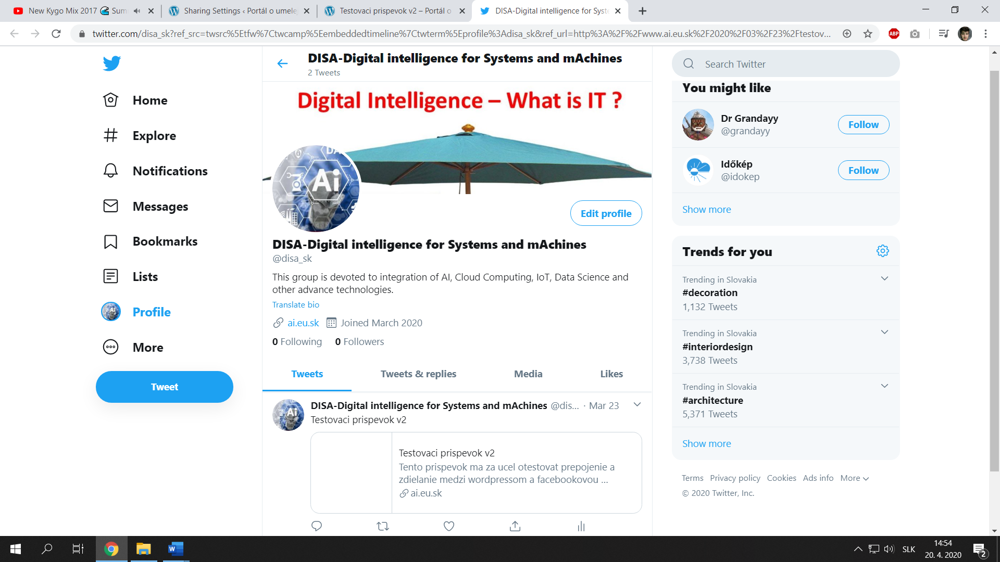 New Kygo Mix 2017
Sharing Settings ‹ Portál o umele
Testovaci prispevok v2 – Portál o
DISA-Digital intelligence for Syste
twitter.com/disa_sk?ref_src=twsrc%5Etfw%7Ctwcamp%5Eembeddedtimeline%7Ctwterm%5Eprofile%3Adisa_sk&ref_url=http%3A%2F%2Fwww.ai.eu.sk%2F2020%2F03%2F23%2Ftestov...
ABP
Home
Explore
Notifications
Messages
Bookmarks
Lists
Profile
More
Tweet
DISA-Digital intelligence for Systems and mAchines
2 Tweets
Digital Intelligence – What is IT ?
DA
Ai
Edit profile
DISA-Digital intelligence for Systems and mAchines
@disa_sk
This group is devoted to integration of AI, Cloud Computing, IoT, Data Science and
other advance technologies.
Translate bio
ai.eu.sk Joined March 2020
0 Following 0 Followers
Tweets Tweets & replies Media Likes
DISA-Digital intelligence for Systems and mAchines @dis... · Mar 23
Testovaci prispevok v2
Testovaci prispevok v2
Tento prispevok ma za ucel otestovat prepojenie a
zdielanie medzi wordpressom a facebookovou ...
ai.eu.sk
Search Twitter
You might like
Dr Grandayy
@grandayy
Follow
Időkép
@idokep
Follow
Show more
Trends for you
Trending in Slovakia
#decoration
1,132 Tweets
Trending in Slovakia
#interiordesign
3,738 Tweets
Trending in Slovakia
#architecture
5,371 Tweets
Show more
Terms Privacy policy Cookies Ads info More
© 2020 Twitter, Inc.
SLK
14:54
20. 4. 2020
2